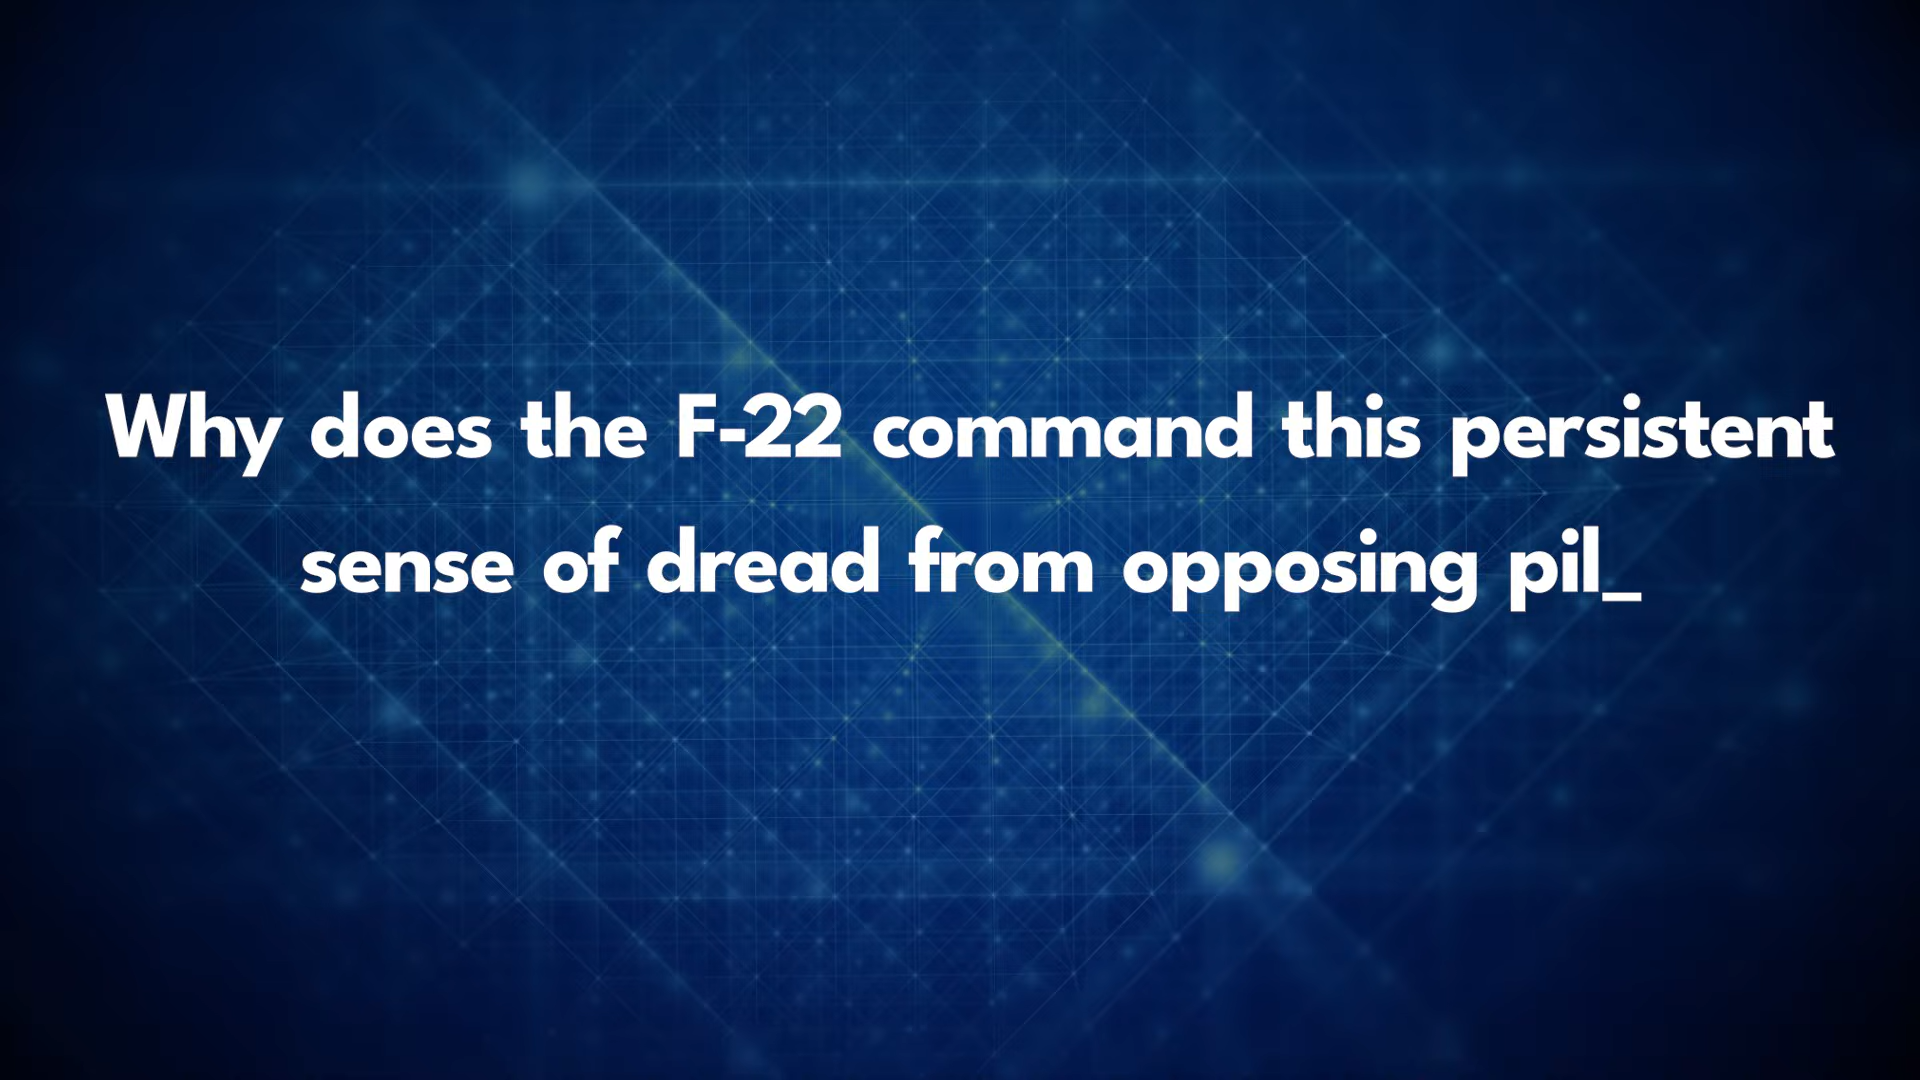 Why does the F-22 command this persistent
sense of dread from opposing pil_